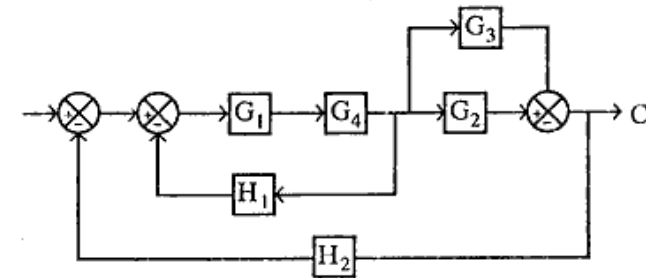 G₃
+ - + - G₁ G₄ G₂ + - C
H₁
H₂